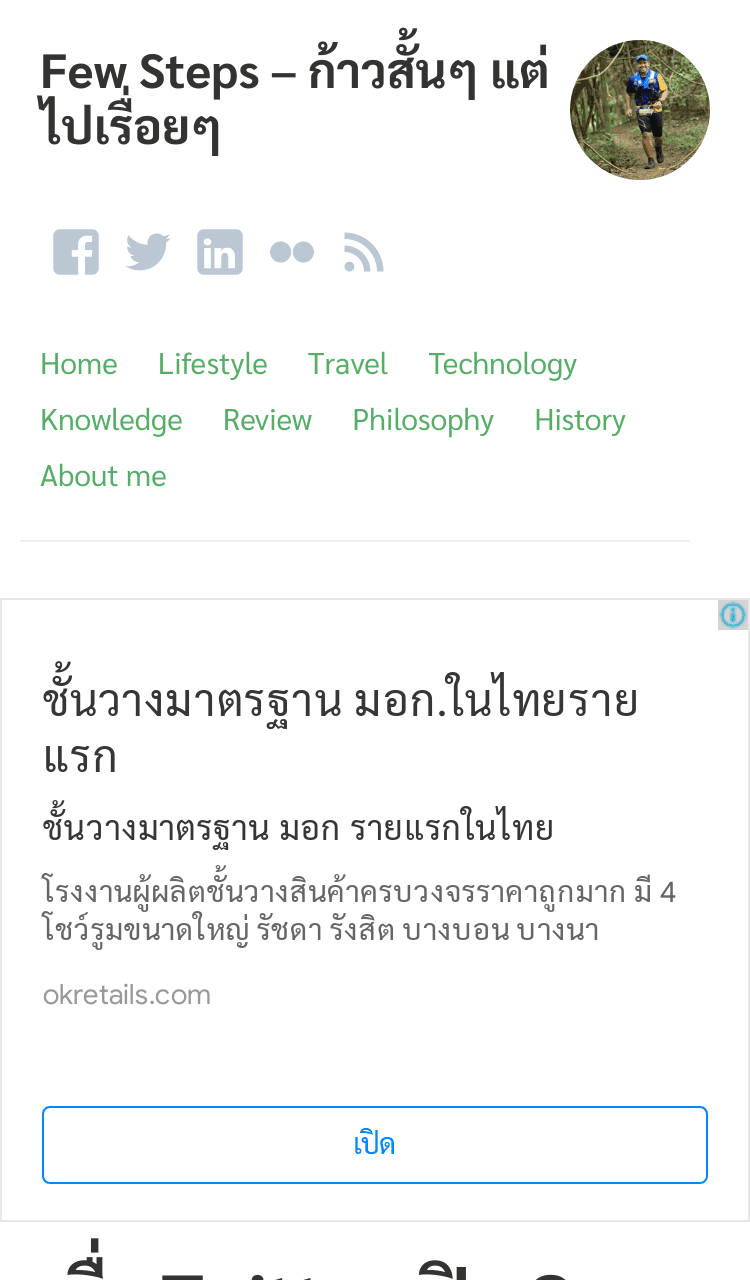 Few Steps – ก้าวสั้นๆ แต่
ไปเรื่อยๆ
Home Lifestyle Travel Technology
Knowledge Review Philosophy History
About me
ชั้นวางมาตรฐาน มอก.ในไทยราย
แรก
ชั้นวางมาตรฐาน มอก รายแรกในไทย
โรงงานผู้ผลิตชั้นวางสินค้าครบวงจรราคาถูกมาก มี 4
โชว์รูมขนาดใหญ่ รัชดา รังสิต บางบอน บางนา
okretails.com
เปิด